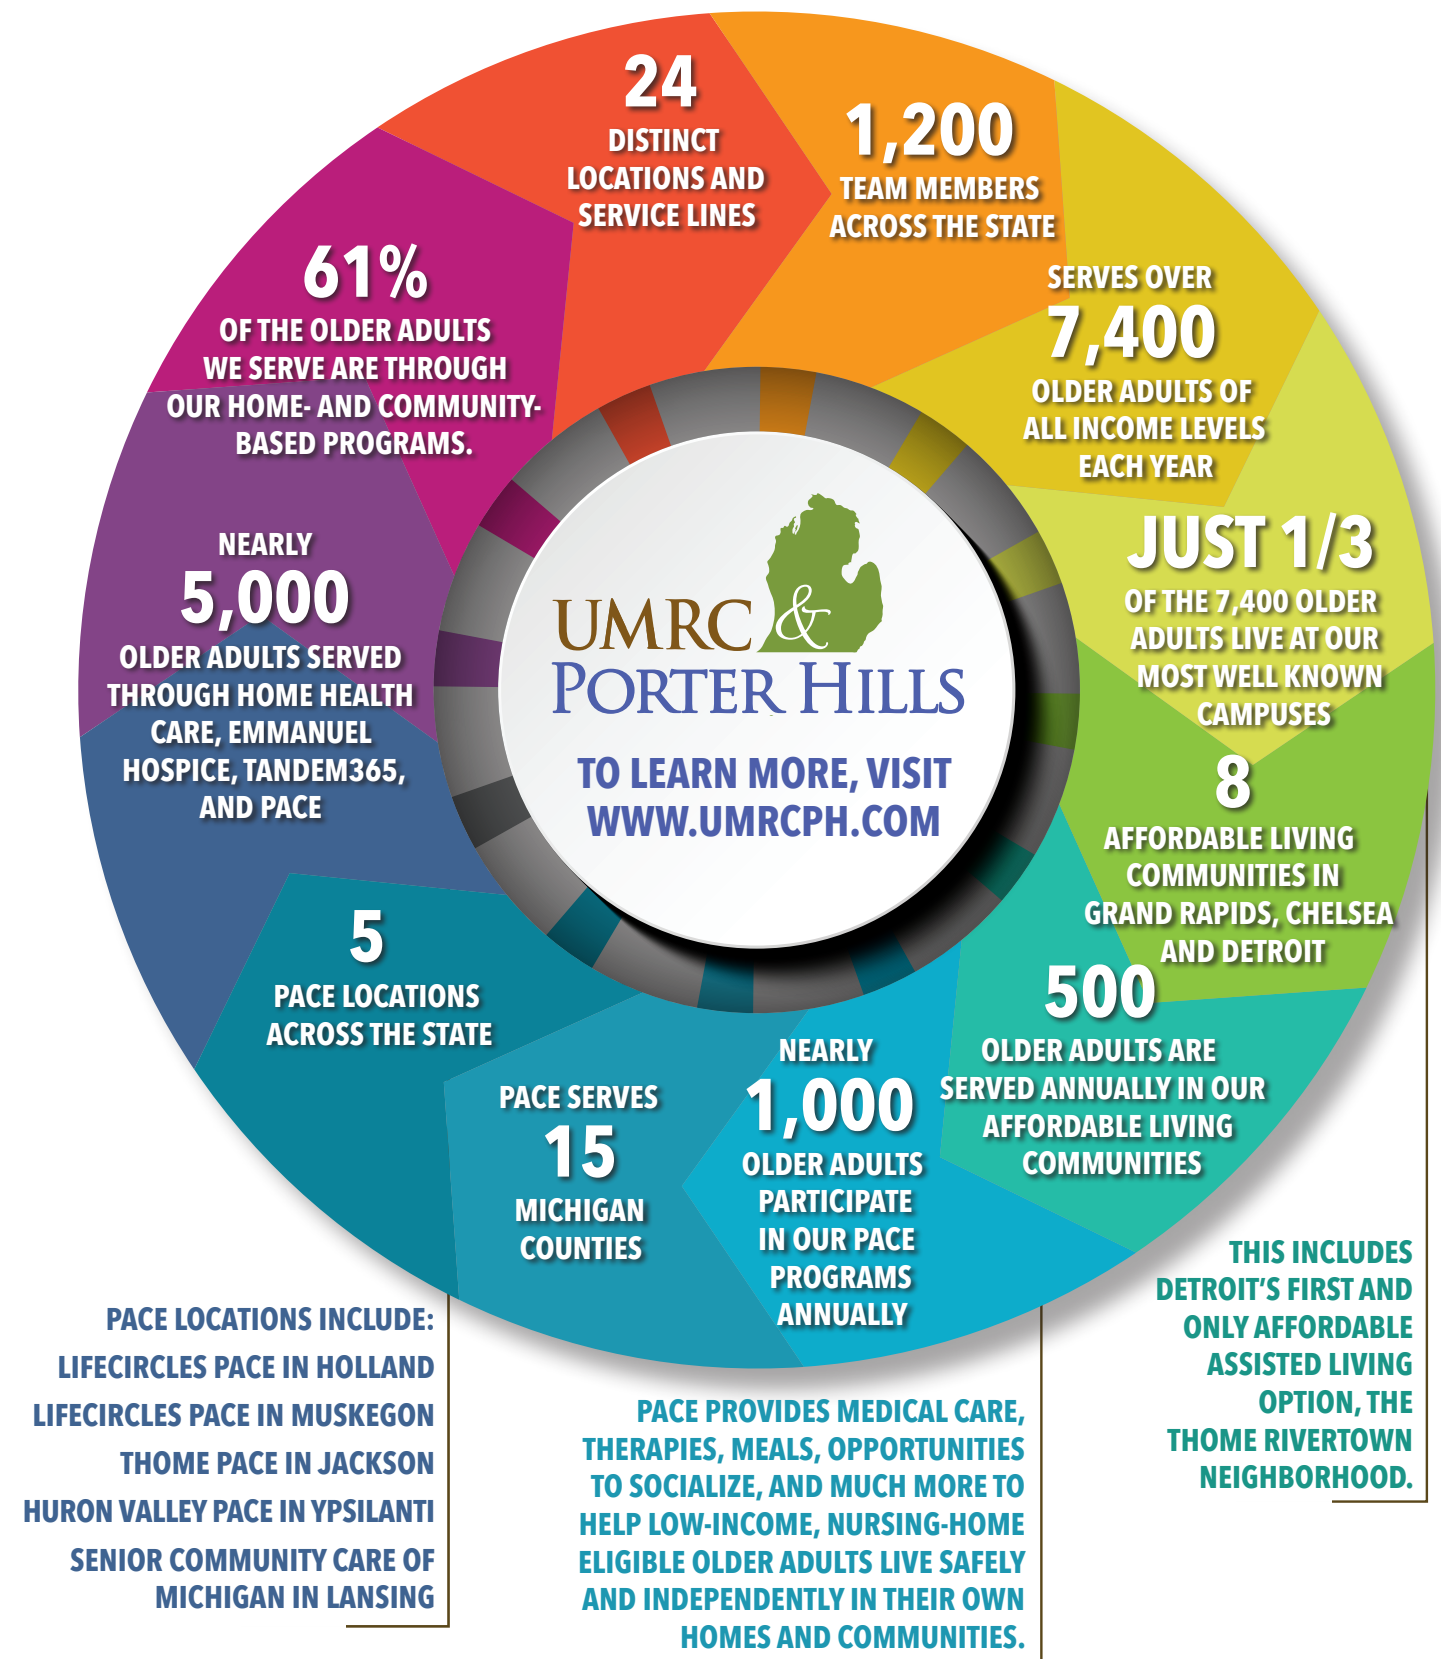 24
DISTINCT
LOCATIONS AND
SERVICE LINES
1,200
TEAM MEMBERS
ACROSS THE STATE
SERVES OVER
7,400
OLDER ADULTS OF
ALL INCOME LEVELS
EACH YEAR
JUST 1/3
OF THE 7,400 OLDER
ADULTS LIVE AT OUR
MOST WELL KNOWN
CAMPUSES
8
AFFORDABLE LIVING
COMMUNITIES IN
GRAND RAPIDS, CHELSEA
AND DETROIT
500
OLDER ADULTS ARE
SERVED ANNUALLY IN OUR
AFFORDABLE LIVING
COMMUNITIES
NEARLY
1,000
OLDER ADULTS
PARTICIPATE
IN OUR PACE
PROGRAMS
ANNUALLY
PACE SERVES
15
MICHIGAN
COUNTIES
5
PACE LOCATIONS
ACROSS THE STATE
NEARLY
5,000
OLDER ADULTS SERVED
THROUGH HOME HEALTH
CARE, EMMANUEL
HOSPICE, TANDEM365,
AND PACE
61%
OF THE OLDER ADULTS
WE SERVE ARE THROUGH
OUR HOME- AND COMMUNITY-
BASED PROGRAMS.
UMRC &
PORTER HILLS
TO LEARN MORE, VISIT
WWW.UMRCPH.COM
PACE LOCATIONS INCLUDE:
LIFECIRCLES PACE IN HOLLAND
LIFECIRCLES PACE IN MUSKEGON
THOME PACE IN JACKSON
HURON VALLEY PACE IN YPSILANTI
SENIOR COMMUNITY CARE OF
MICHIGAN IN LANSING
PACE PROVIDES MEDICAL CARE,
THERAPIES, MEALS, OPPORTUNITIES
TO SOCIALIZE, AND MUCH MORE TO
HELP LOW-INCOME, NURSING-HOME
ELIGIBLE OLDER ADULTS LIVE SAFELY
AND INDEPENDENTLY IN THEIR OWN
HOMES AND COMMUNITIES.
THIS INCLUDES
DETROIT'S FIRST AND
ONLY AFFORDABLE
ASSISTED LIVING
OPTION, THE
THOME RIVERTOWN
NEIGHBORHOOD.